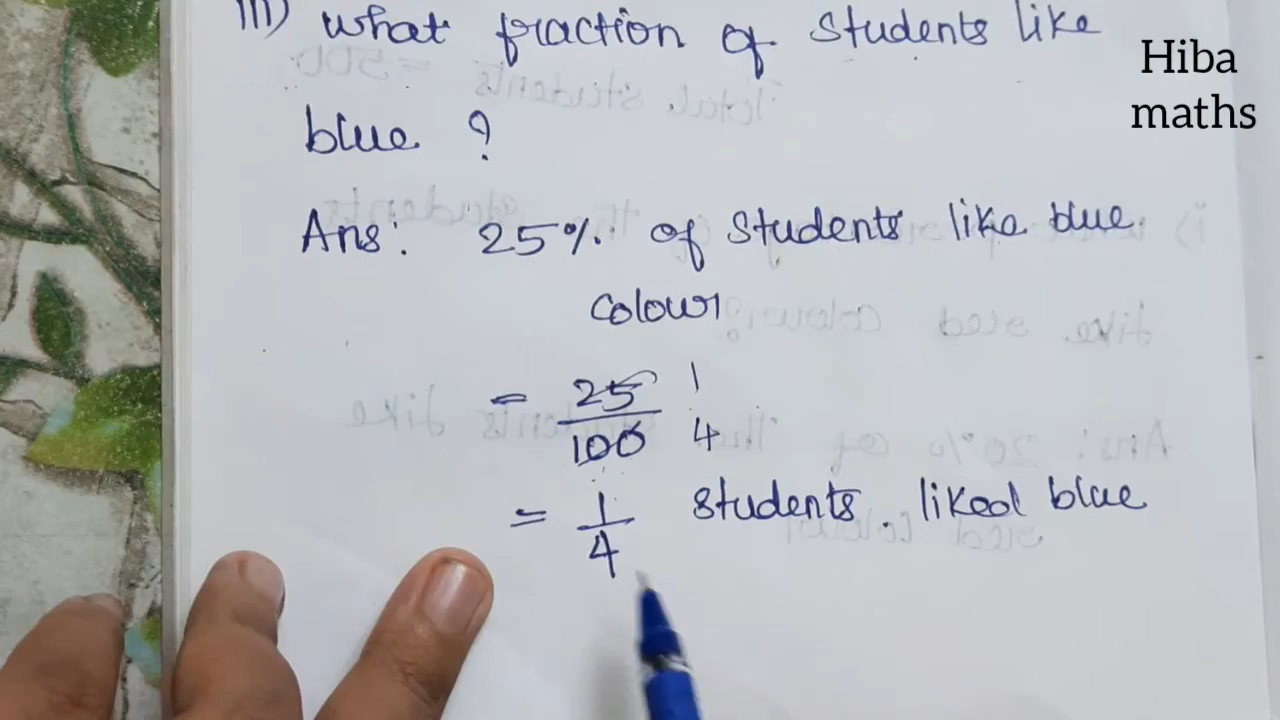 III) What fraction of students like
blue ?
Ans: 25% of students like blue
colour
= 25/100 1/4
= 1/4 students liked blue
Hiba
maths